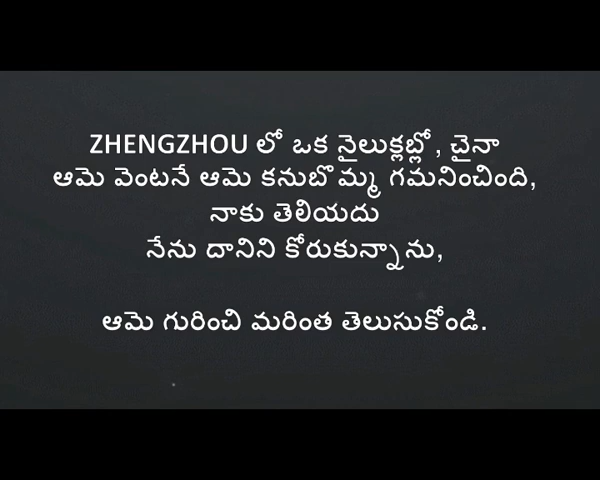 ZHENGZHOU లో ఒక నైలుక్లబ్లో, చైనా
ఆమె వెంటనే ఆమె కనుబొమ్మ గమనించింది,
నాకు తెలియదు
నేను దానిని కోరుకున్నాను,
ఆమె గురించి మరింత తెలుసుకోండి.